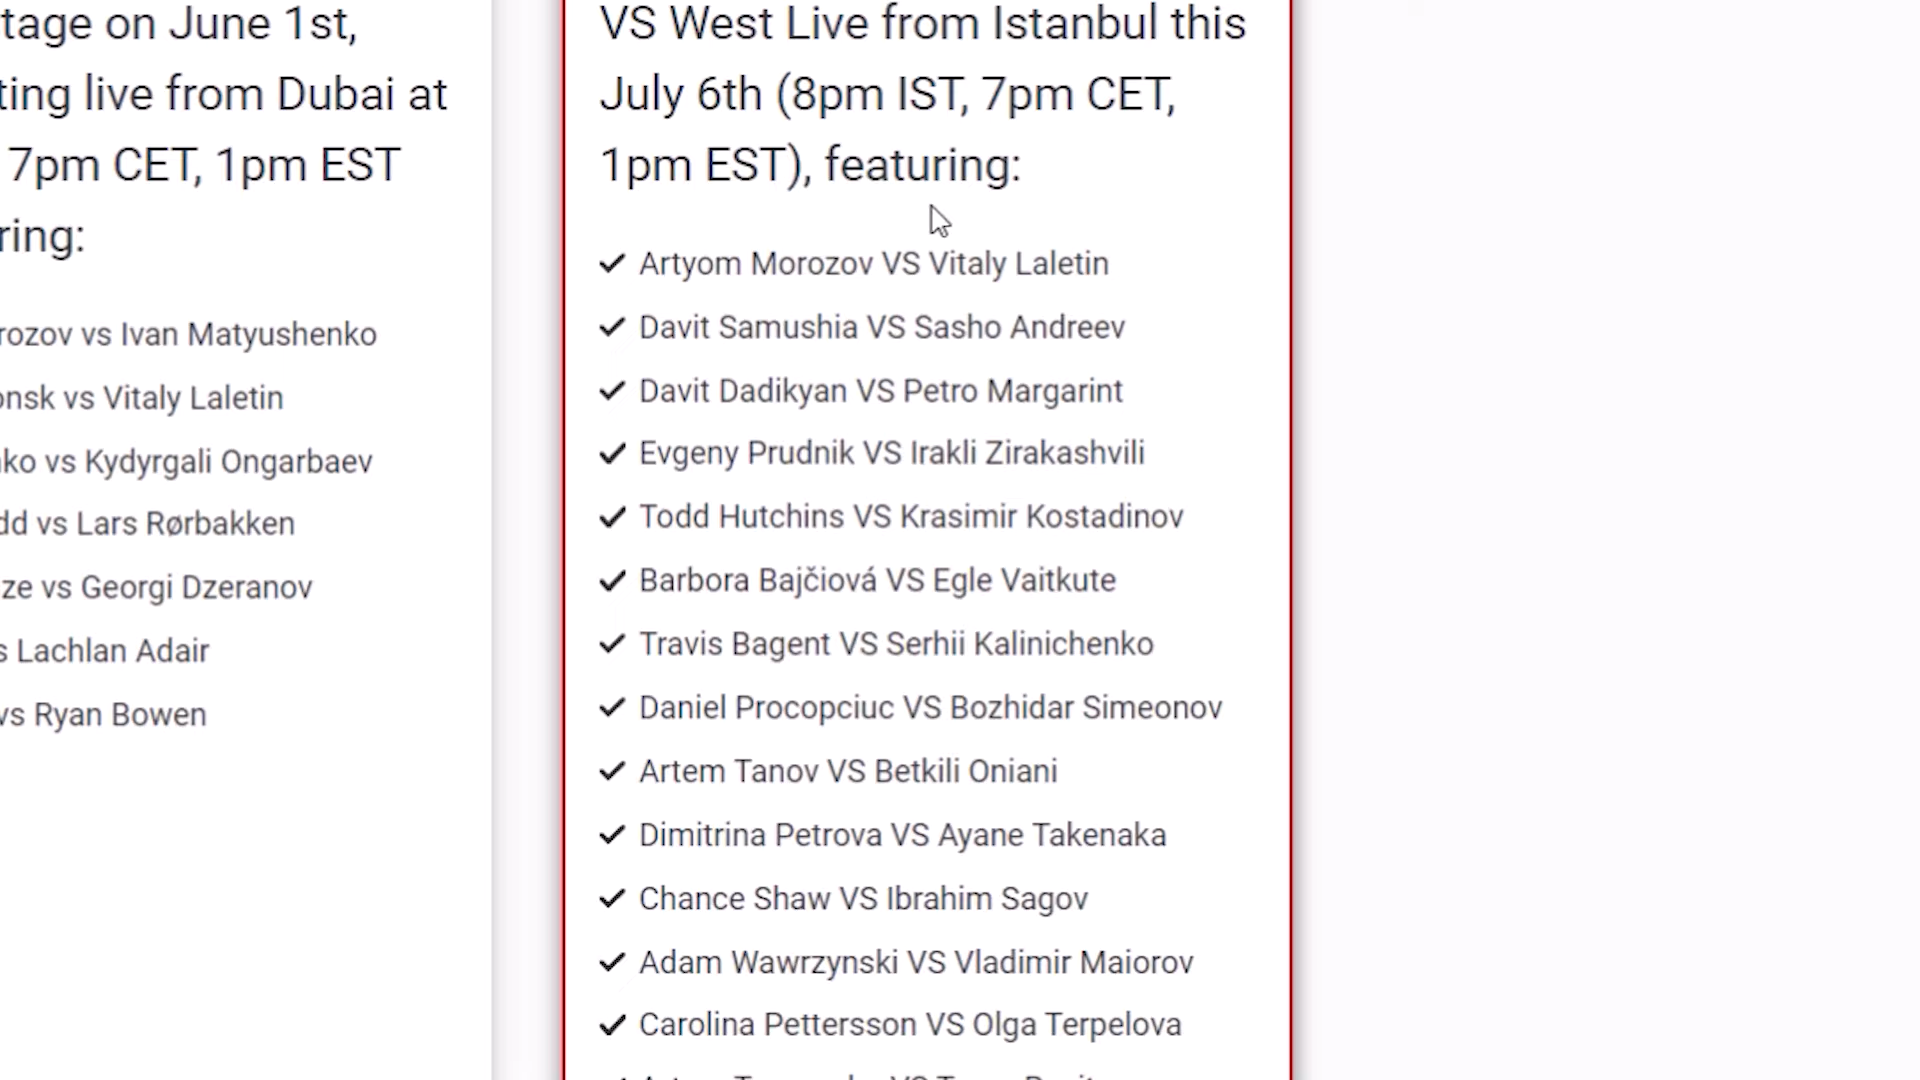 tage on June 1st,
ting live from Dubai at
7pm CET, 1pm EST
ring:
rozov vs Ivan Matyushenko
onsk vs Vitaly Laletin
nko vs Kydyrgali Ongarbaev
dd vs Lars Rørbakken
ze vs Georgi Dzeranov
s Lachlan Adair
vs Ryan Bowen
VS West Live from Istanbul this
July 6th (8pm IST, 7pm CET,
1pm EST), featuring:
Artyom Morozov VS Vitaly Laletin
Davit Samushia VS Sasho Andreev
Davit Dadikyan VS Petro Margarint
Evgeny Prudnik VS Irakli Zirakashvili
Todd Hutchins VS Krasimir Kostadinov
Barbora Bajčiová VS Egle Vaitkute
Travis Bagent VS Serhii Kalinichenko
Daniel Procopciuc VS Bozhidar Simeonov
Artem Tanov VS Betkili Oniani
Dimitrina Petrova VS Ayane Takenaka
Chance Shaw VS Ibrahim Sagov
Adam Wawrzynski VS Vladimir Maiorov
Carolina Pettersson VS Olga Terpelova